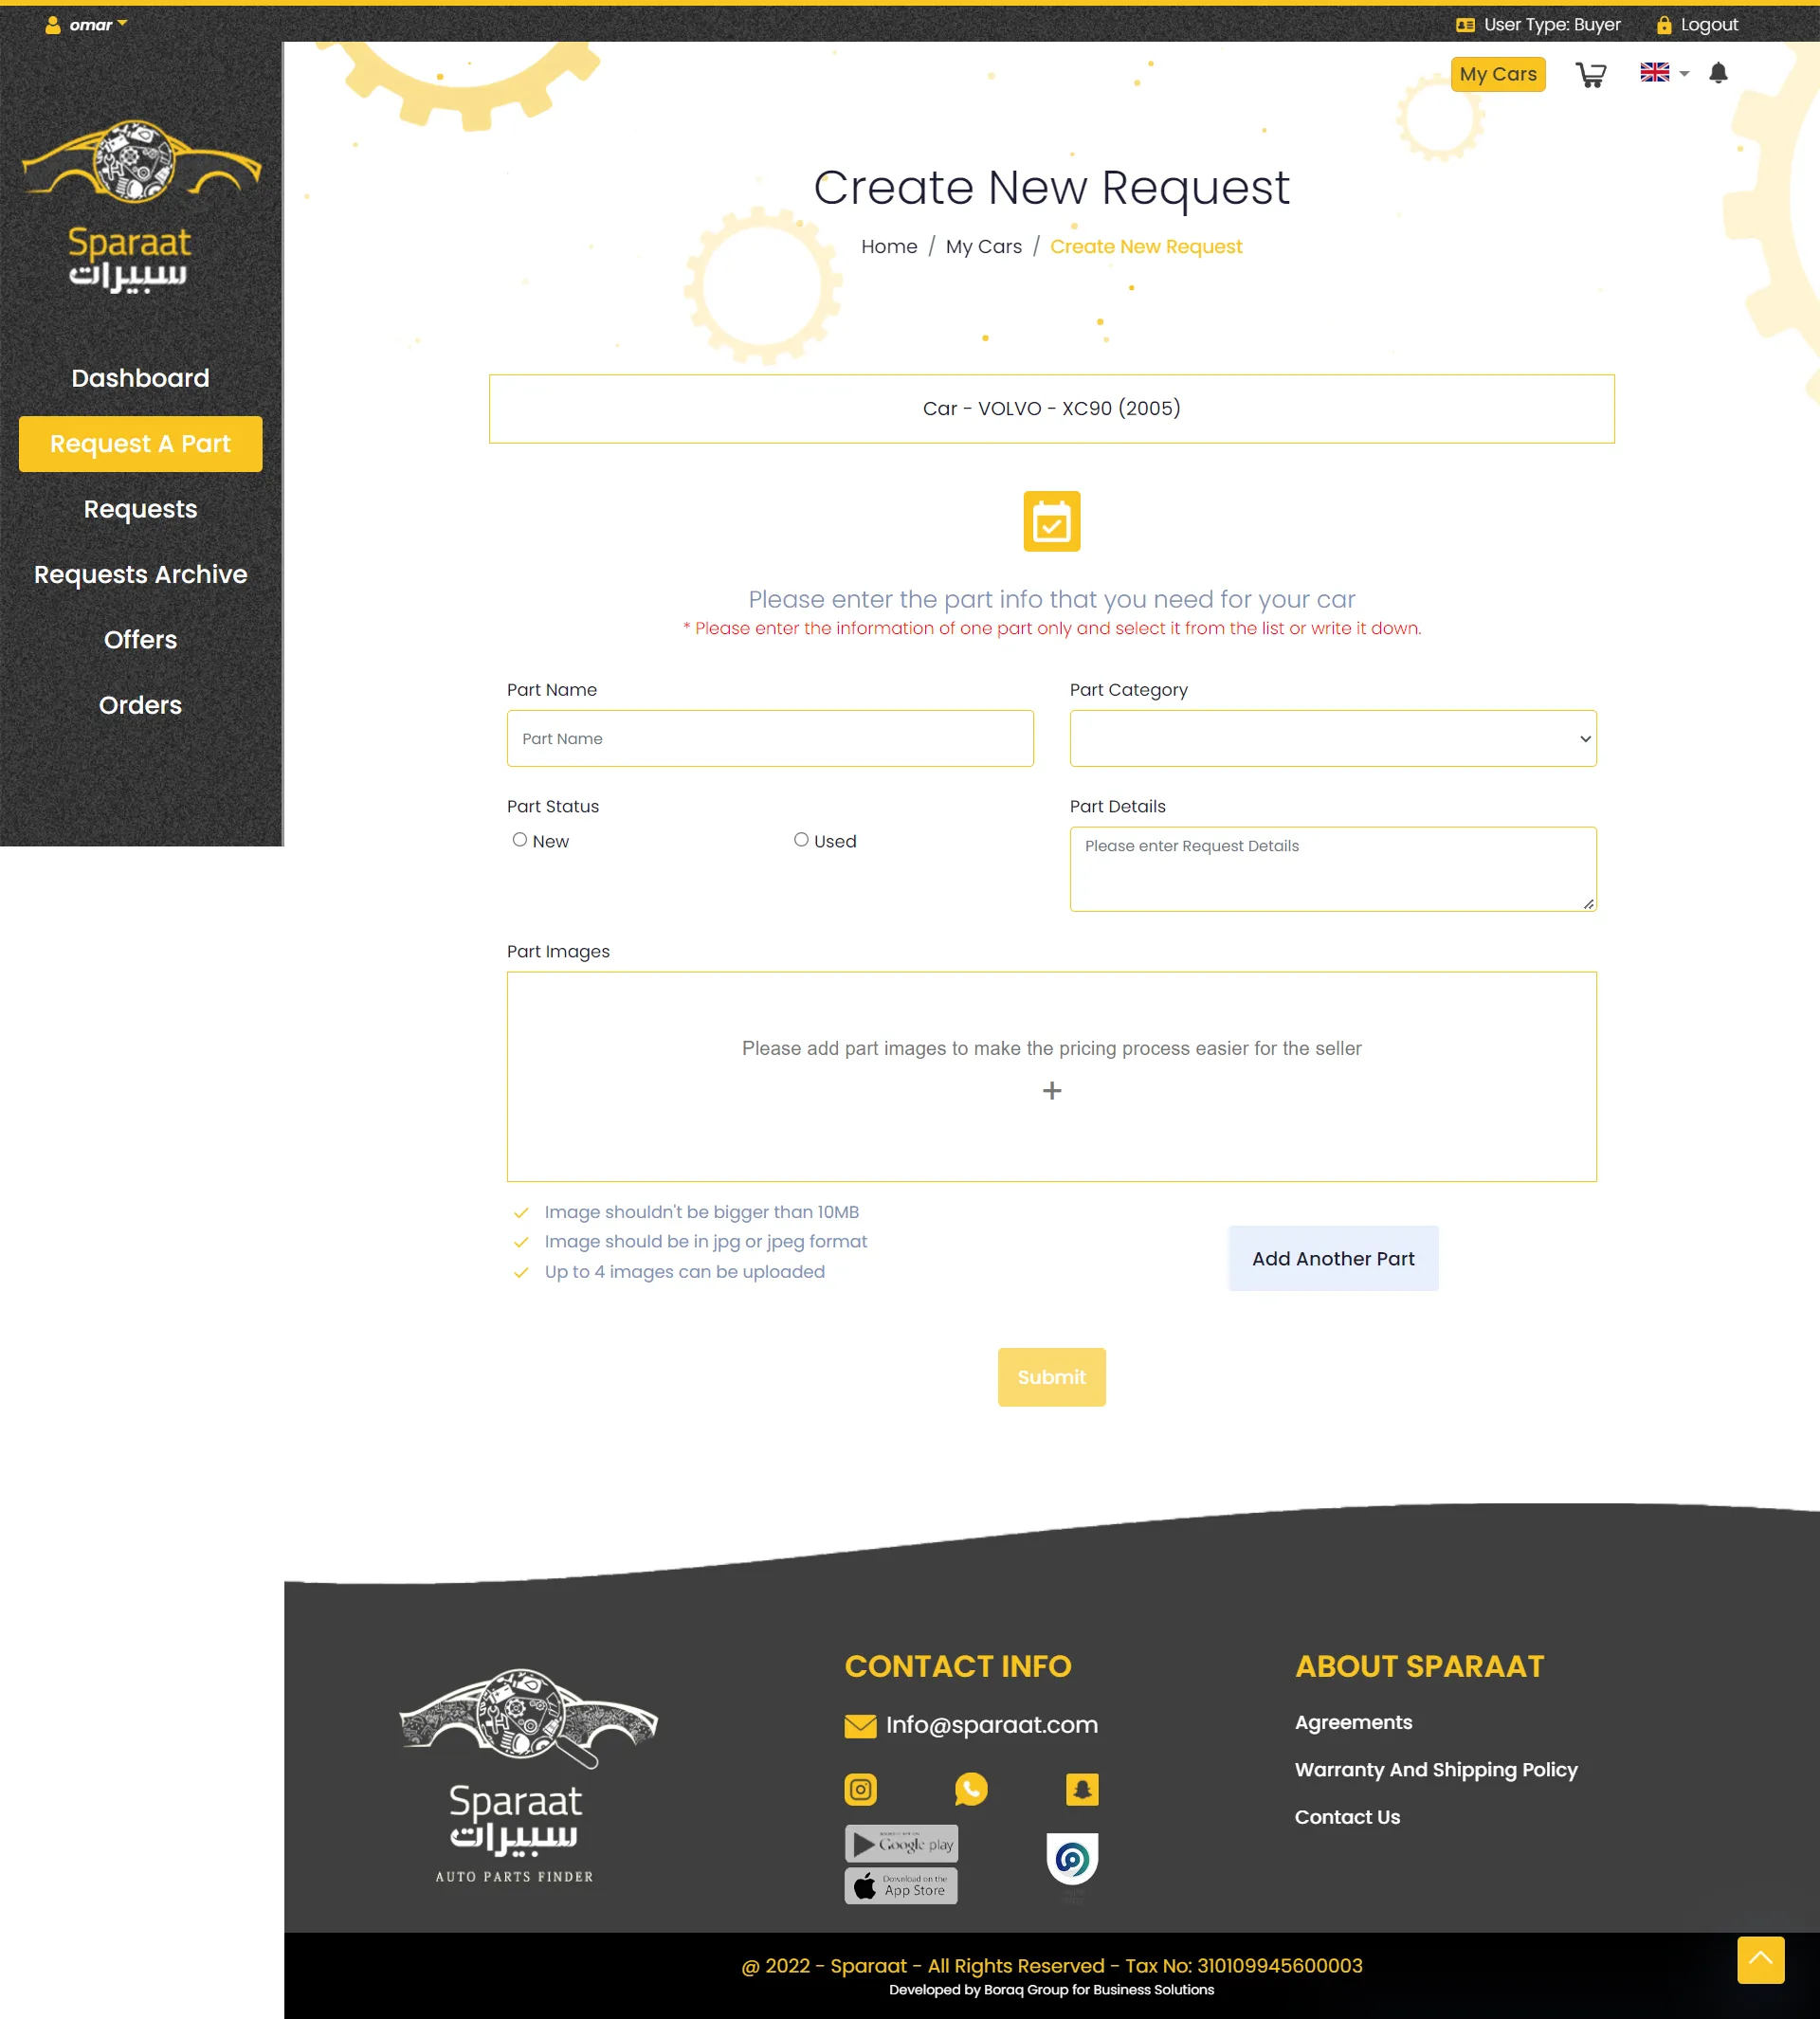 omar
User Type: Buyer
Logout
My Cars
Sparaat
سبيرات
Dashboard
Request A Part
Requests
Requests Archive
Offers
Orders
Create New Request
Home / My Cars / Create New Request
Car - VOLVO - XC90 (2005)
Please enter the part info that you need for your car
* Please enter the information of one part only and select it from the list or write it down.
Part Name
Part Category
Part Name
Part Status
Part Details
New
Used
Please enter Request Details
Part Images
Please add part images to make the pricing process easier for the seller
+
Image shouldn't be bigger than 10MB
Image should be in jpg or jpeg format
Up to 4 images can be uploaded
Add Another Part
Submit
Sparaat
سبيرات
AUTO PARTS FINDER
CONTACT INFO
Info@sparaat.com
Google play
Download on the
App Store
ABOUT SPARAAT
Agreements
Warranty And Shipping Policy
Contact Us
@ 2022 - Sparaat - All Rights Reserved - Tax No: 310109945600003
Developed by Boraq Group for Business Solutions